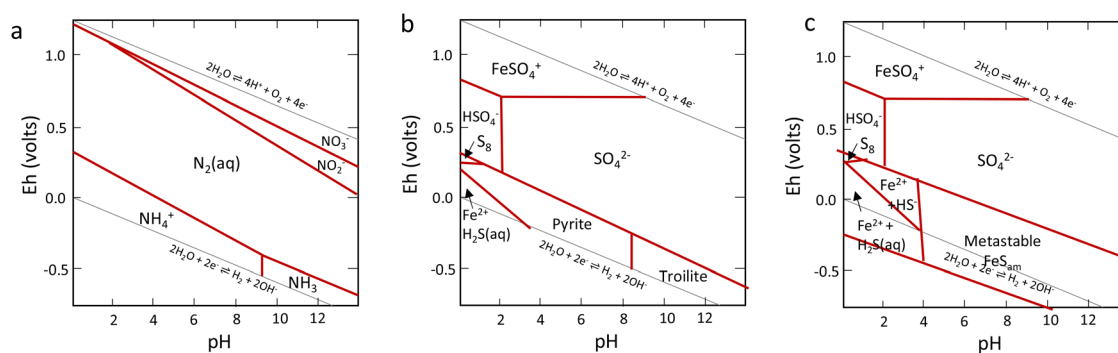 a
Eh (volts)
1.0
0.5
0.0
-0.5
2H₂O ⇌ 4H⁺ + O₂ + 4e⁻
NO₃⁻
NO₂⁻
N₂(aq)
NH₄⁺
2H₂O + 2e⁻ ⇌ H₂ + 2OH⁻
NH₃
2 4 6 8 10 12
pH
b
Eh (volts)
1.0
0.5
0.0
-0.5
FeSO₄⁺
2H₂O ⇌ 4H⁺ + O₂ + 4e⁻
HSO₄⁻
S₈
SO₄²⁻
Fe²⁺
H₂S(aq)
Pyrite
2H₂O + 2e⁻ ⇌ H₂ + 2OH⁻
Troilite
2 4 6 8 10 12
pH
c
Eh (volts)
1.0
0.5
0.0
-0.5
FeSO₄⁺
2H₂O ⇌ 4H⁺ + O₂ + 4e⁻
HSO₄⁻
S₈
SO₄²⁻
Fe²⁺
+HS⁻
Fe²⁺ +
H₂S(aq)
Metastable
FeSₐₘ
2H₂O + 2e⁻ ⇌ H₂ + 2OH⁻
2 4 6 8 10 12
pH